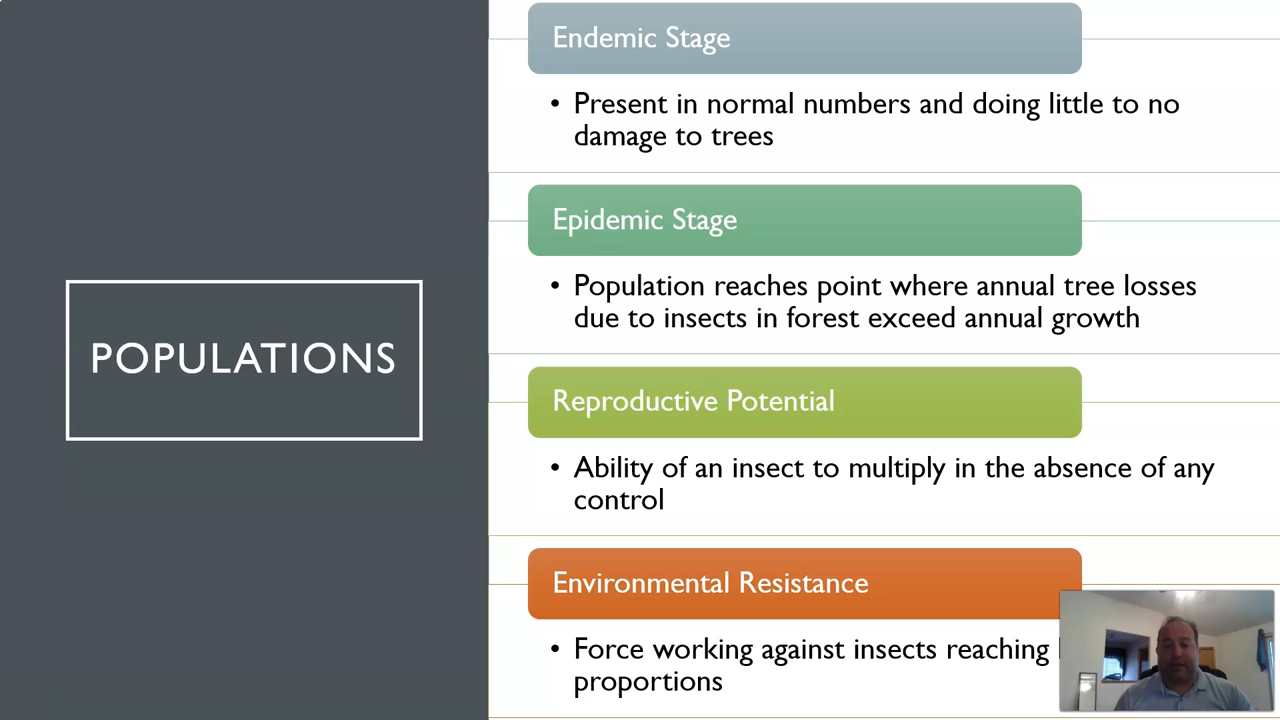 POPULATIONS
Endemic Stage
• Present in normal numbers and doing little to no
damage to trees
Epidemic Stage
• Population reaches point where annual tree losses
due to insects in forest exceed annual growth
Reproductive Potential
• Ability of an insect to multiply in the absence of any
control
Environmental Resistance
• Force working against insects reaching
proportions